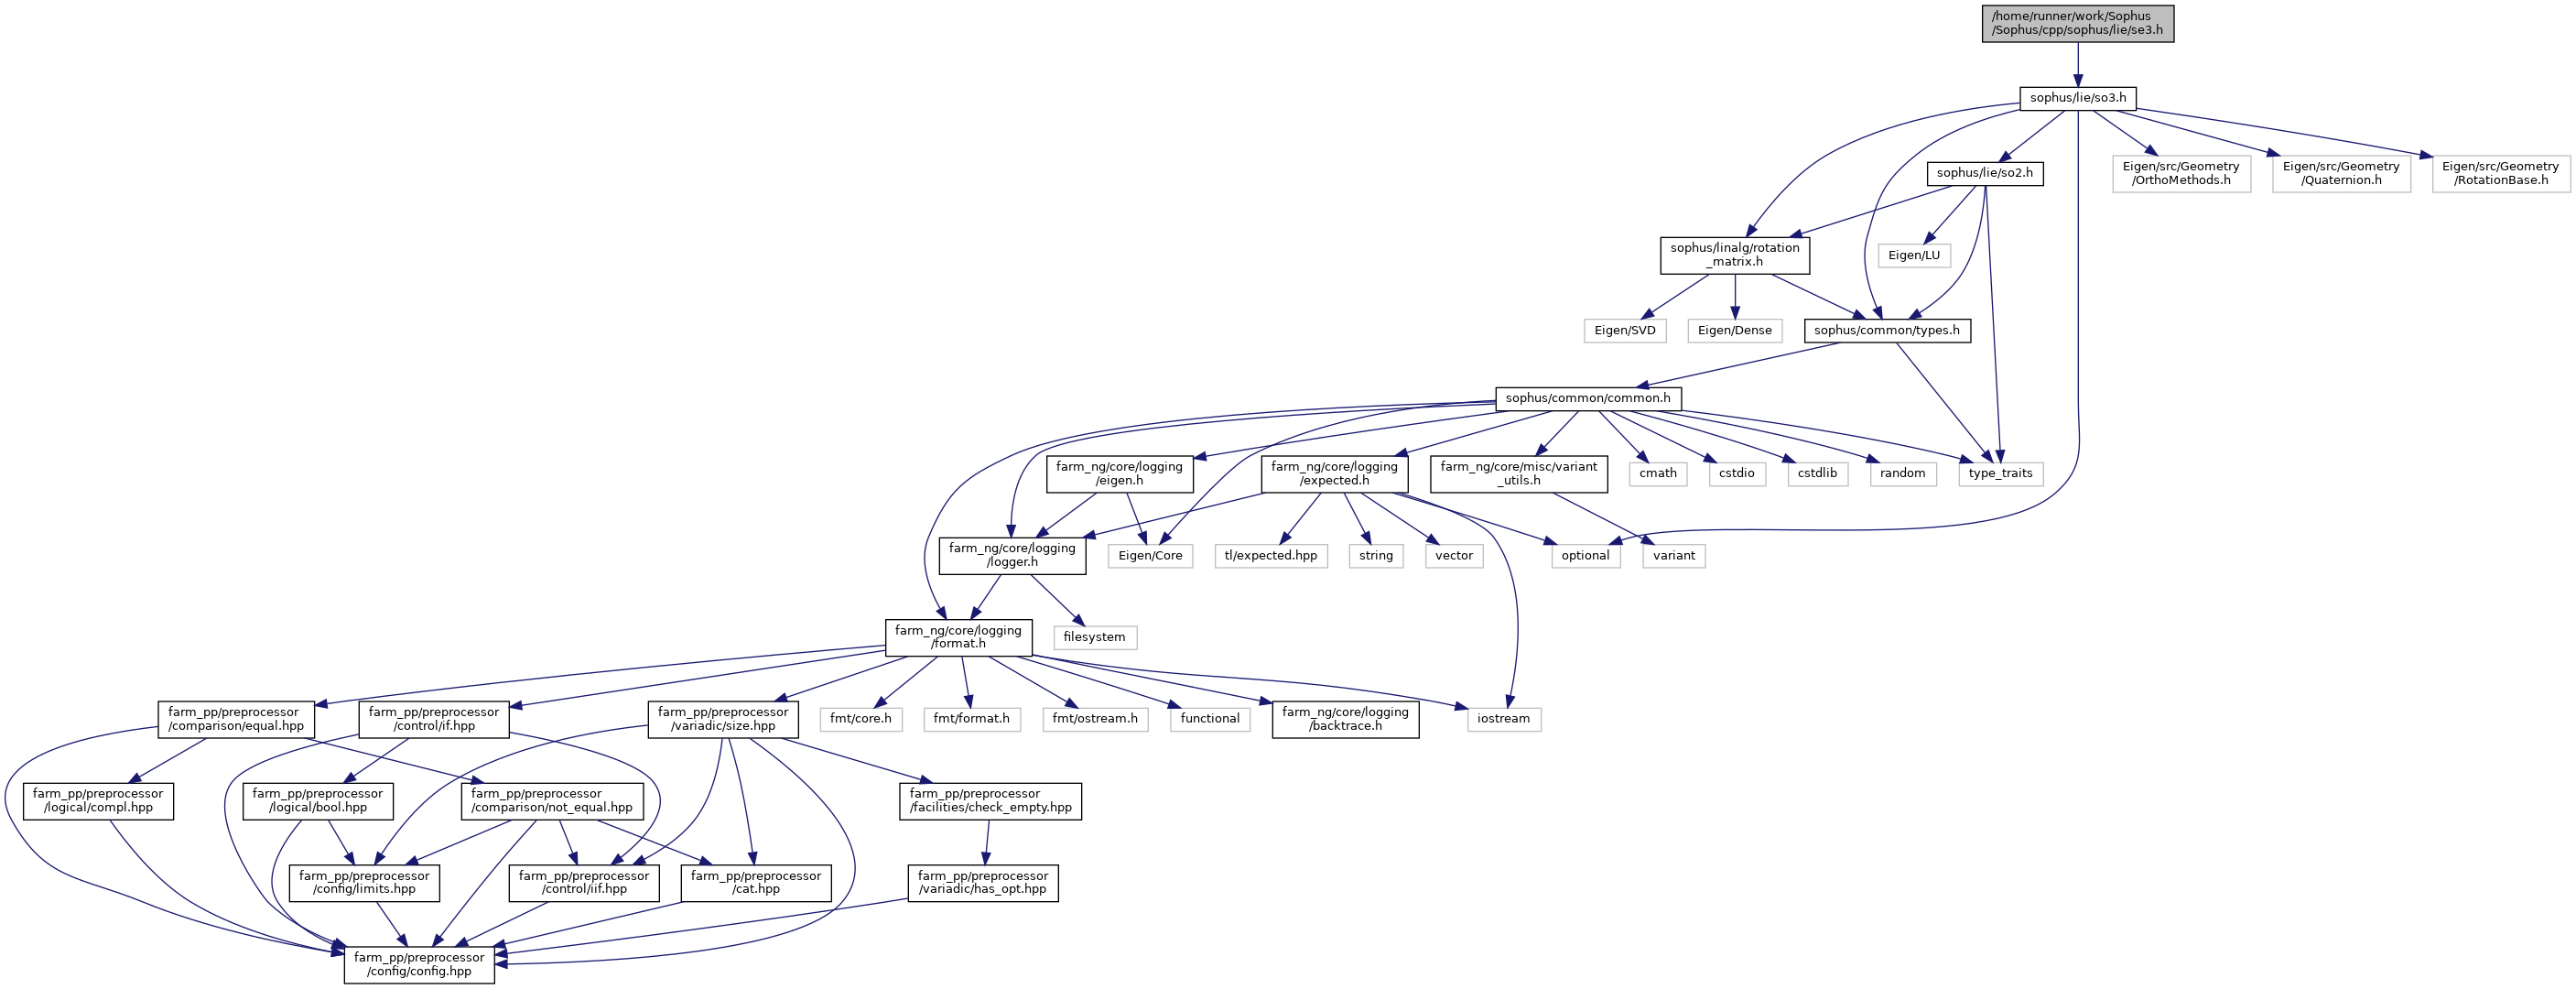 /home/runner/work/Sophus
/Sophus/cpp/sophus/lie/se3.h
sophus/lie/so3.h
sophus/lie/so2.h
Eigen/src/Geometry
/OrthoMethods.h
Eigen/src/Geometry
/Quaternion.h
Eigen/src/Geometry
/RotationBase.h
sophus/linalg/rotation
_matrix.h
Eigen/LU
Eigen/SVD
Eigen/Dense
sophus/common/types.h
sophus/common/common.h
farm_ng/core/logging
/eigen.h
farm_ng/core/logging
/expected.h
farm_ng/core/misc/variant
_utils.h
cmath
cstdio
cstdlib
random
type_traits
farm_ng/core/logging
/logger.h
Eigen/Core
tl/expected.hpp
string
vector
optional
variant
farm_ng/core/logging
/format.h
filesystem
farm_pp/preprocessor
/comparison/equal.hpp
farm_pp/preprocessor
/control/if.hpp
farm_pp/preprocessor
/variadic/size.hpp
fmt/core.h
fmt/format.h
fmt/ostream.h
functional
farm_ng/core/logging
/backtrace.h
iostream
farm_pp/preprocessor
/logical/compl.hpp
farm_pp/preprocessor
/logical/bool.hpp
farm_pp/preprocessor
/comparison/not_equal.hpp
farm_pp/preprocessor
/facilities/check_empty.hpp
farm_pp/preprocessor
/config/limits.hpp
farm_pp/preprocessor
/control/iif.hpp
farm_pp/preprocessor
/cat.hpp
farm_pp/preprocessor
/variadic/has_opt.hpp
farm_pp/preprocessor
/config/config.hpp